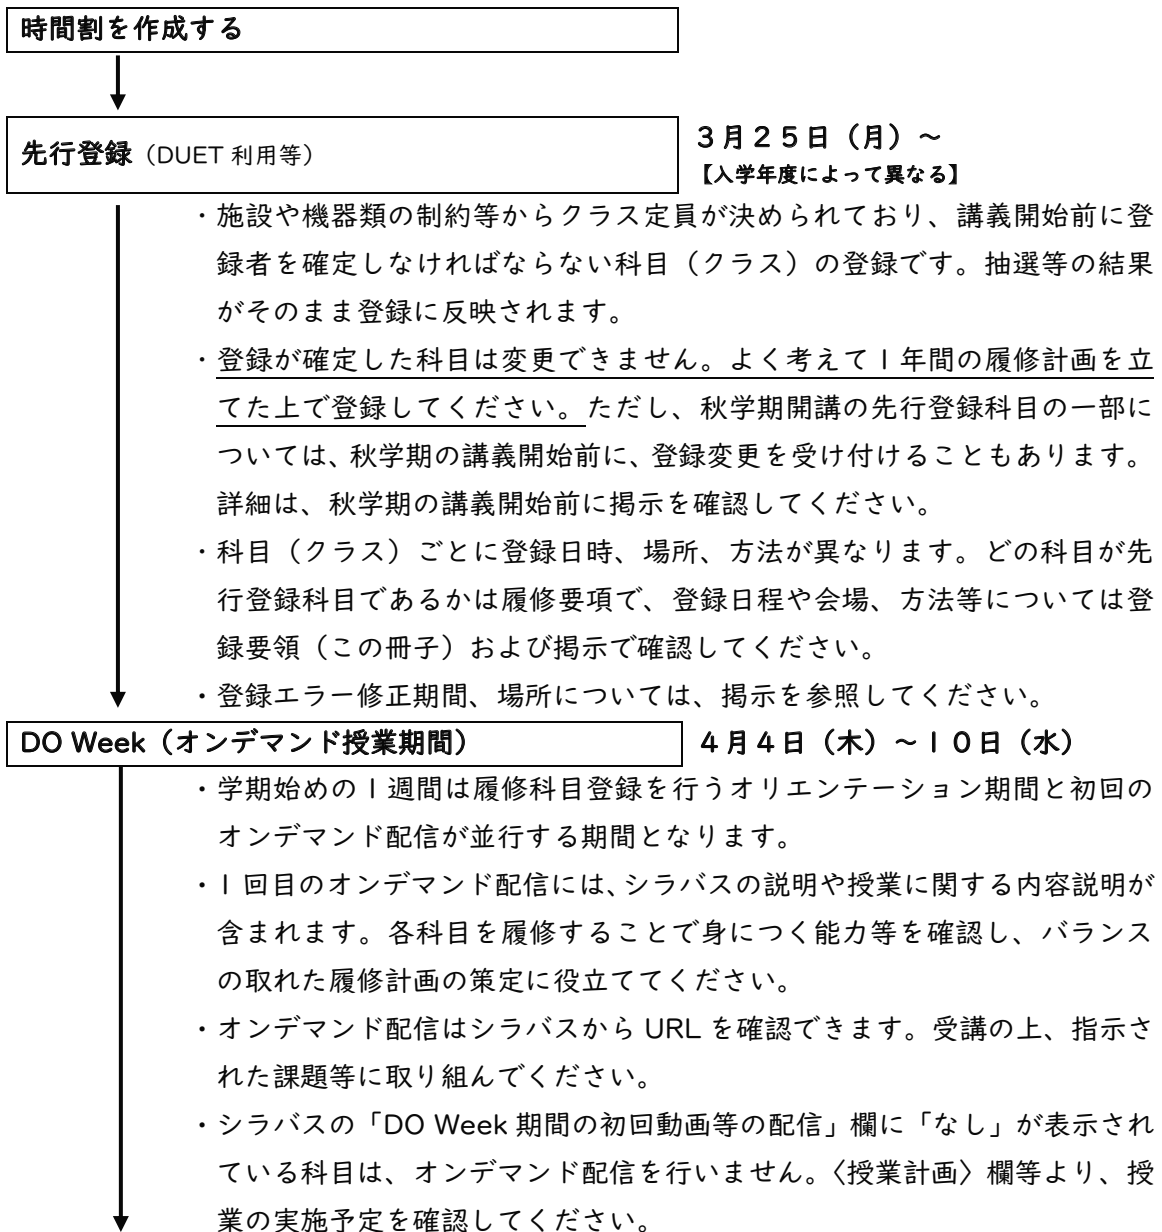 時間割を作成する
先行登録（DUET 利用等）
３月２５日（月）～
【入学年度によって異なる】
・施設や機器類の制約等からクラス定員が決められており、講義開始前に登
録者を確定しなければならない科目（クラス）の登録です。抽選等の結果
がそのまま登録に反映されます。
・登録が確定した科目は変更できません。よく考えて１年間の履修計画を立
てた上で登録してください。ただし、秋学期開講の先行登録科目の一部に
ついては、秋学期の講義開始前に、登録変更を受け付けることもあります。
詳細は、秋学期の講義開始前に掲示を確認してください。
・科目（クラス）ごとに登録日時、場所、方法が異なります。どの科目が先
行登録科目であるかは履修要項で、登録日程や会場、方法等については登
録要領（この冊子）および掲示で確認してください。
・登録エラー修正期間、場所については、掲示を参照してください。
DO Week（オンデマンド授業期間）
４月４日（木）～１０日（水）
・学期始めの１週間は履修科目登録を行うオリエンテーション期間と初回の
オンデマンド配信が並行する期間となります。
・１回目のオンデマンド配信には、シラバスの説明や授業に関する内容説明が
含まれます。各科目を履修することで身につく能力等を確認し、バランス
の取れた履修計画の策定に役立ててください。
・オンデマンド配信はシラバスから URL を確認できます。受講の上、指示さ
れた課題等に取り組んでください。
・シラバスの「DO Week 期間の初回動画等の配信」欄に「なし」が表示され
ている科目は、オンデマンド配信を行いません。〈授業計画〉欄等より、授
業の実施予定を確認してください。